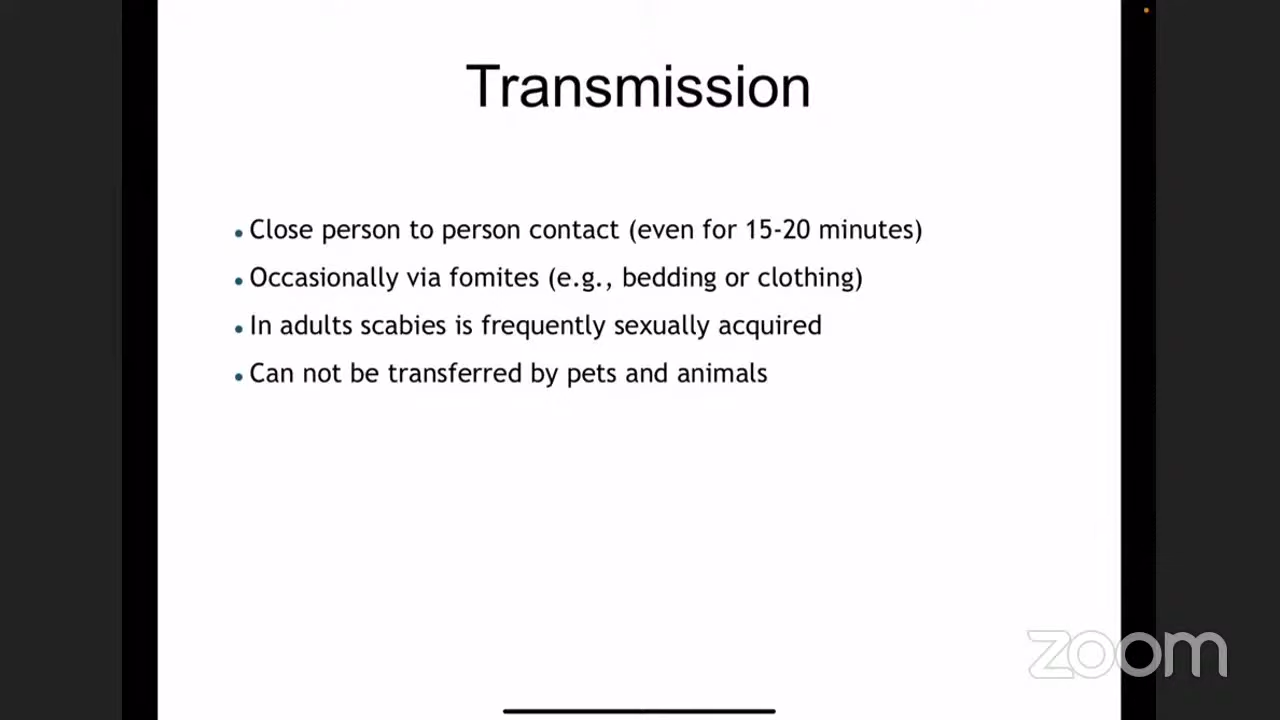 Transmission
• Close person to person contact (even for 15-20 minutes)
• Occasionally via fomites (e.g., bedding or clothing)
• In adults scabies is frequently sexually acquired
• Can not be transferred by pets and animals
zoom